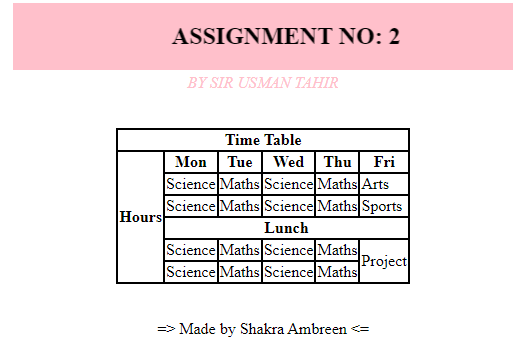 ASSIGNMENT NO: 2
BY SIR USMAN TAHIR
Time Table
Hours Mon Tue Wed Thu Fri
Science Maths Science Maths Arts
Science Maths Science Maths Sports
Lunch
Science Maths Science Maths Project
Science Maths Science Maths
=> Made by Shakra Ambreen <=